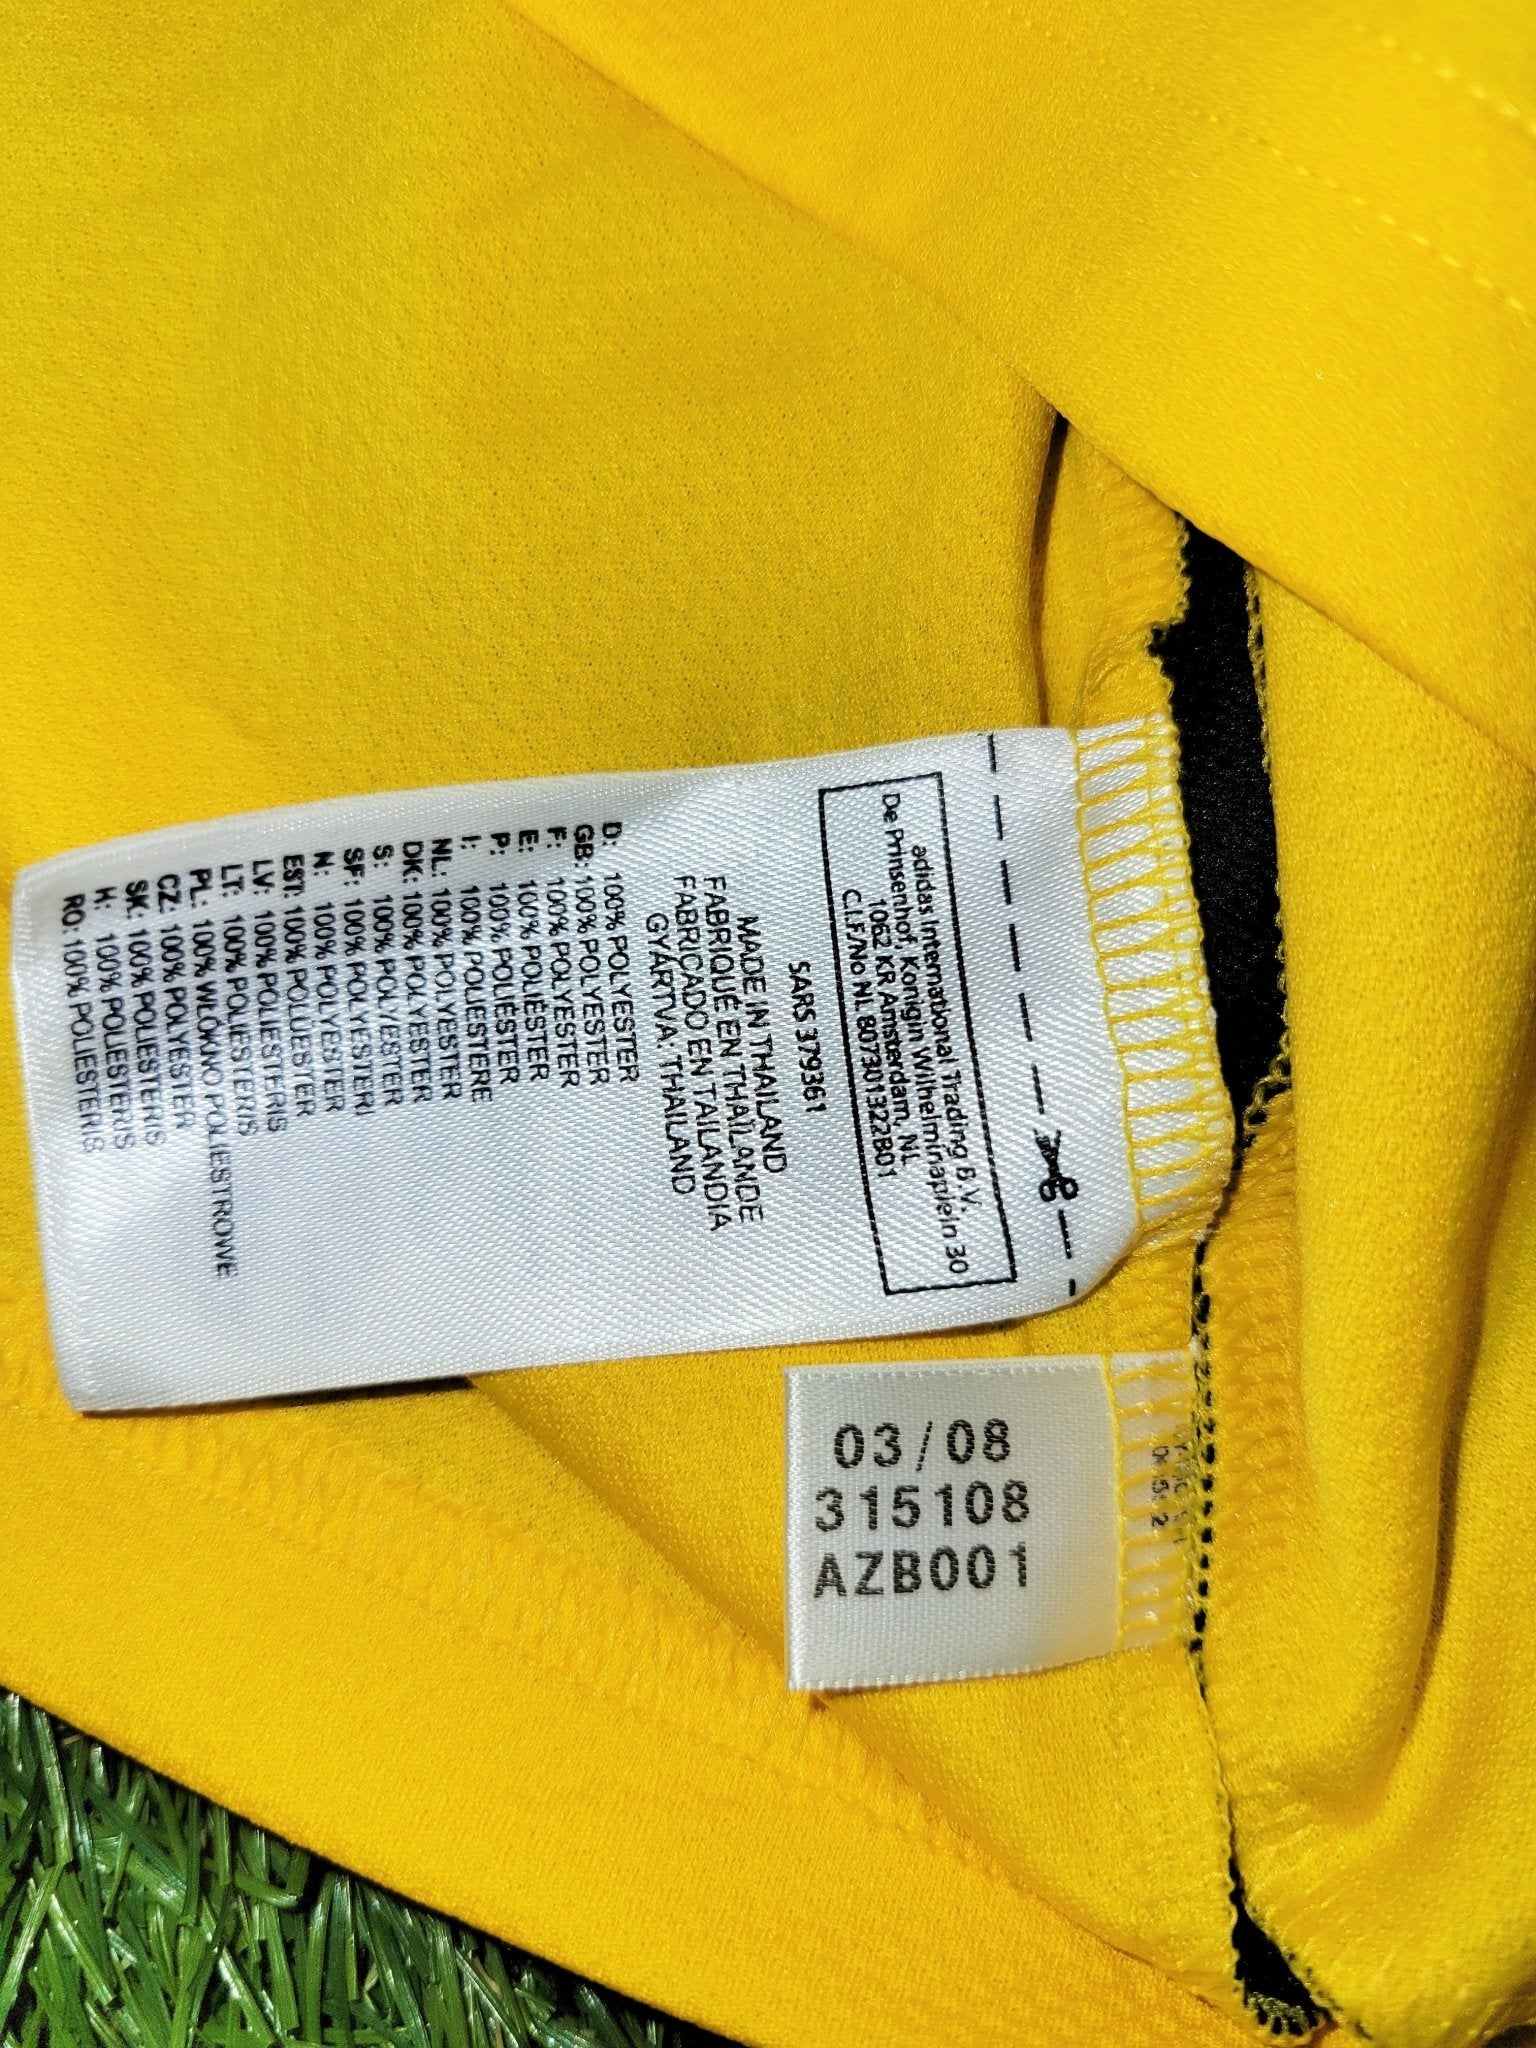 adidas International Trading B.V.
De Prinsenhof, Konigin Wilhelminaplein 30
1062 KR Amsterdam, NL
C.I.F/No NL 807301322B01
SARS 379361
MADE IN THAILAND
FABRIQUÉ EN THAÏLANDE
FABRICADO EN TAILANDIA
GYÁRTVA: THAILAND
D: 100% POLYESTER
GB: 100% POLYESTER
F: 100% POLYESTER
E: 100% POLIÉSTER
P: 100% POLIÉSTER
I: 100% POLIESTERE
NL: 100% POLYESTER
DK: 100% POLYESTER
S: 100% POLYESTER
SF: 100% POLYESTERI
N: 100% POLYESTER
EST: 100% POLÜESTER
LV: 100% POLIESTERIS
LT: 100% POLIESTERIS
PL: 100% WŁÓKNO POLIESTROWE
CZ: 100% POLYESTER
SK: 100% POLIESTERIS
H: 100% POLIESTERIS
RO: 100% POLIESTERS
03/08
315108
AZB001